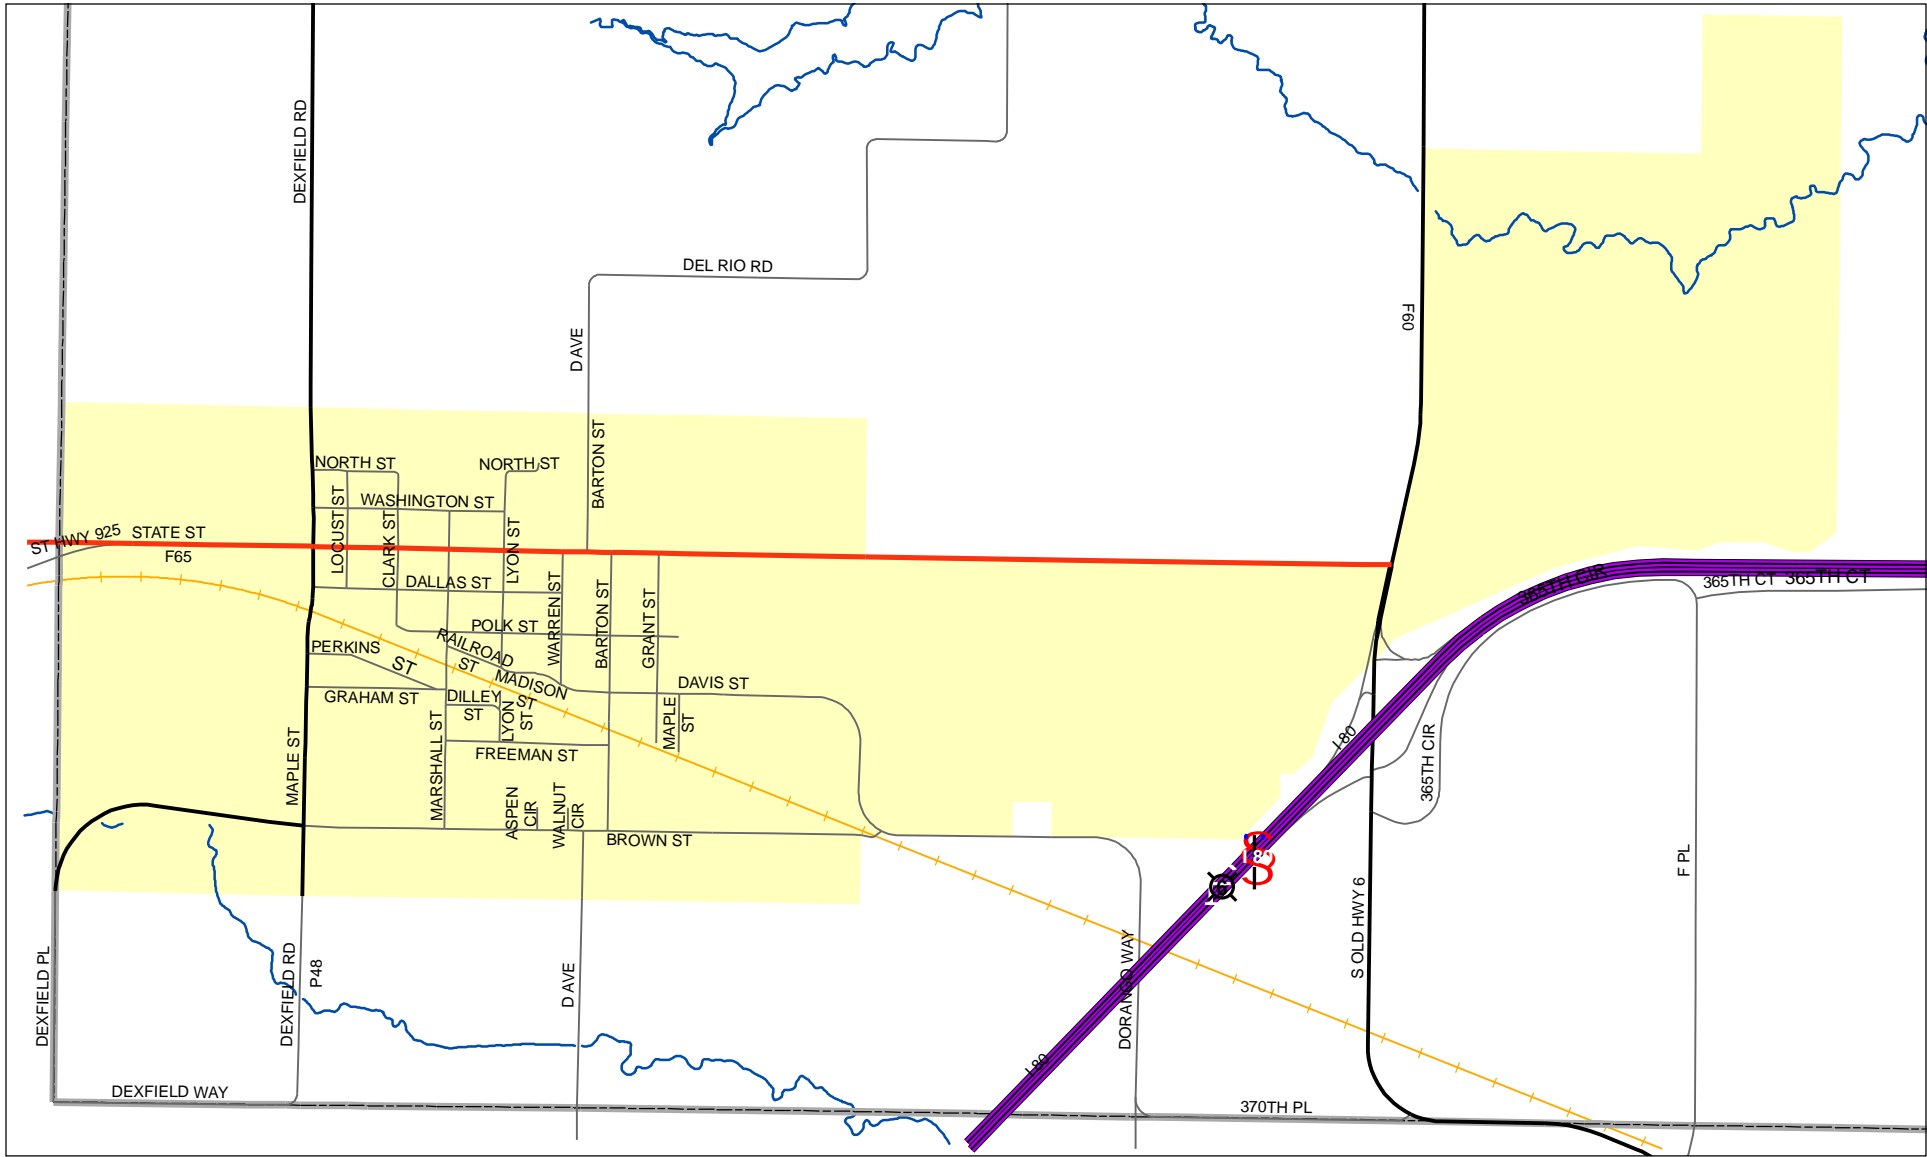 DEXFIELD RD
DEL RIO RD
F60
D AVE
BARTON ST
NORTH ST
NORTH ST
WASHINGTON ST
LOCUST ST
CLARK ST
LYON ST
ST HWY 925
STATE ST
F65
DALLAS ST
WARREN ST
BARTON ST
GRANT ST
POLK ST
RAILROAD
ST
PERKINS
ST
MADISON
ST
DAVIS ST
GRAHAM ST
DILLEY
ST
LYON
ST
MAPLE
ST
MARSHALL ST
FREEMAN ST
MAPLE ST
ASPEN
CIR
WALNUT
CIR
BROWN ST
365TH CIR
365TH CT
365TH CT
I 80
365TH CIR
F PL
S OLD HWY 6
DORANGO WAY
I 80
D AVE
DEXFIELD PL
DEXFIELD RD
P48
DEXFIELD WAY
370TH PL